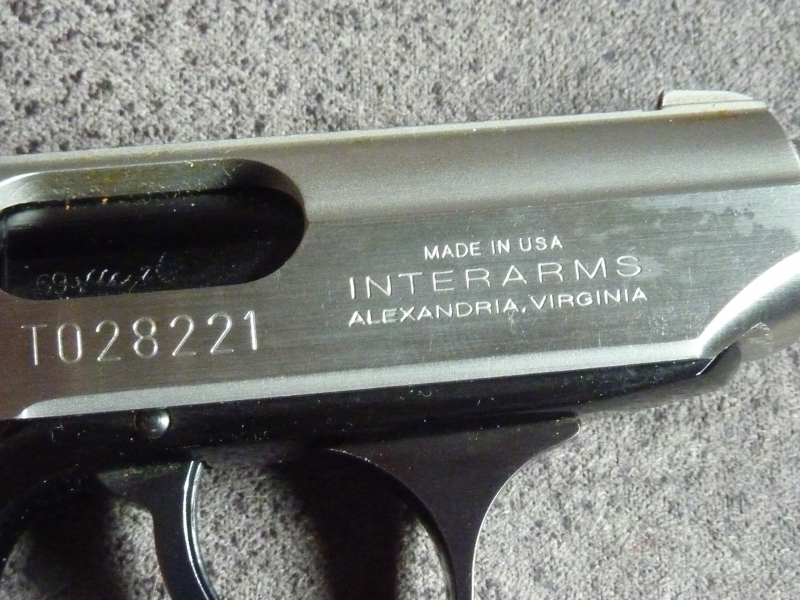 MADE IN USA
INTERARMS
ALEXANDRIA, VIRGINIA
T028221